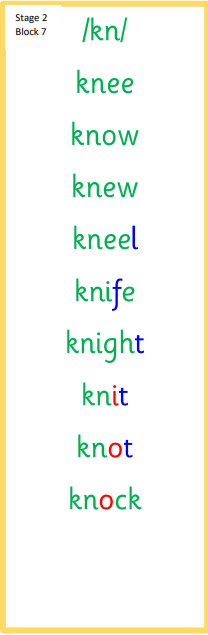 Stage 2
Block 7
/kn/
knee
know
knew
kneel
knife
knight
knit
knot
knock